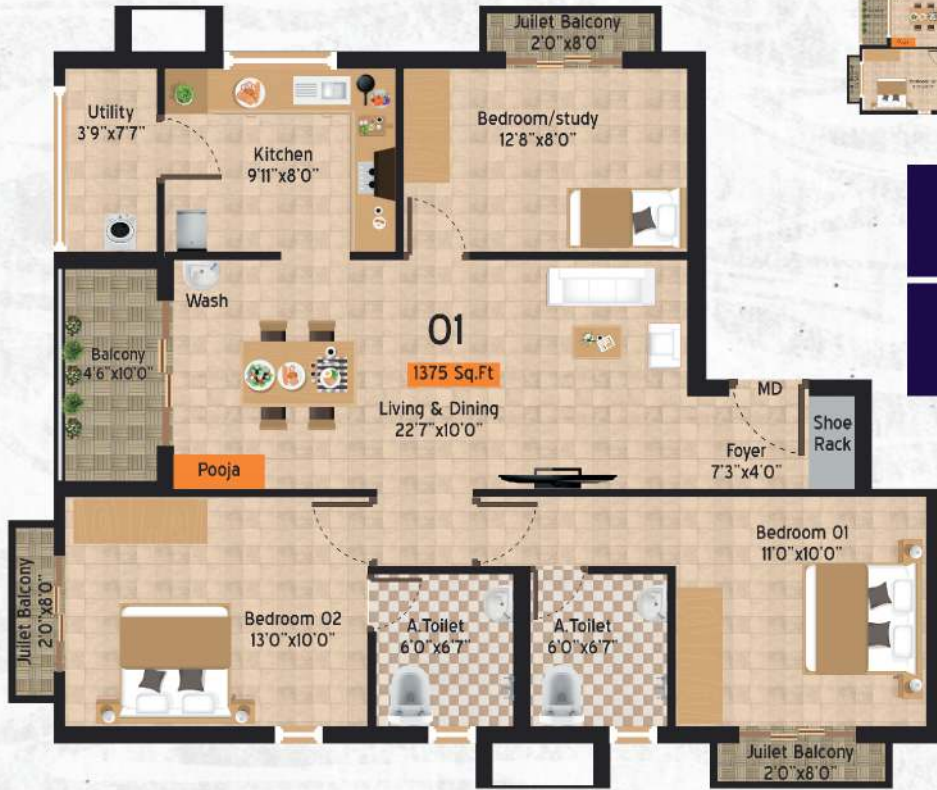 Juilet Balcony
2'0"x8'0"
Utility
3'9"x7'7"
Kitchen
9'11"x8'0"
Bedroom/study
12'8"x8'0"
Wash
01
1375 Sq.Ft
Living & Dining
22'7"x10'0"
Balcony
4'6"x10'0"
Pooja
MD
Shoe
Rack
Foyer
7'3"x4'0"
Bedroom 01
11'0"x10'0"
Juilet Balcony
2'0"x8'0"
Bedroom 02
13'0"x10'0"
A.Toilet
6'0"x6'7"
A.Toilet
6'0"x6'7"
Juilet Balcony
2'0"x8'0"